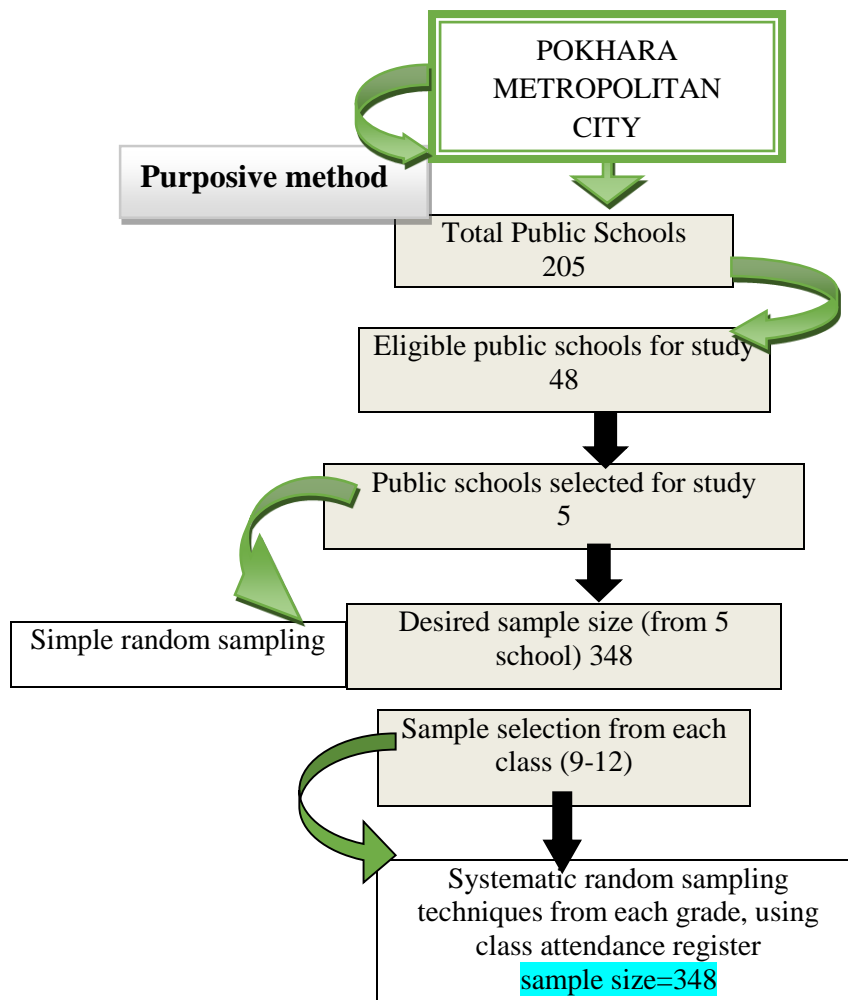 POKHARA
METROPOLITAN
CITY
Purposive method
Total Public Schools
205
Eligible public schools for study
48
Public schools selected for study
5
Simple random sampling
Desired sample size (from 5
school) 348
Sample selection from each
class (9-12)
Systematic random sampling
techniques from each grade, using
class attendance register
sample size=348